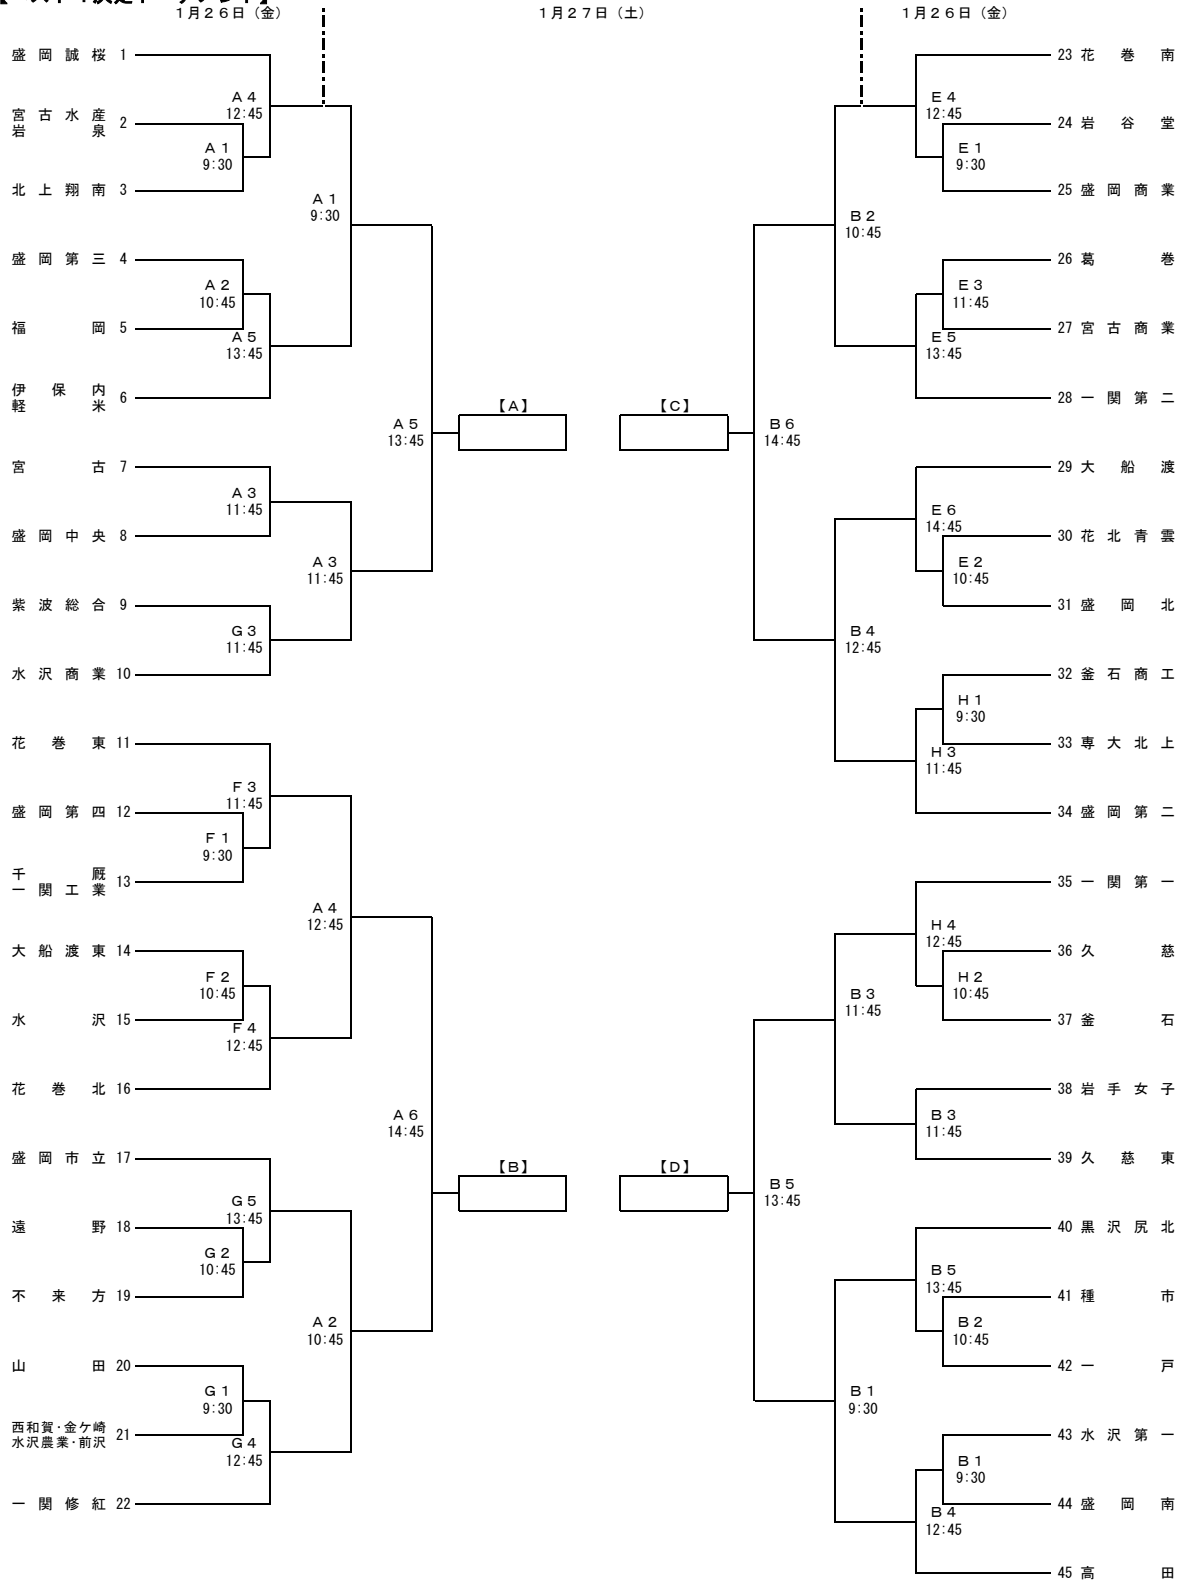 1月26日（金）
1月27日（土）
1月26日（金）
盛岡誠桜 1
A4
12:45
宮古水産
岩泉 2
A1
9:30
北上翔南 3
A1
9:30
盛岡第三 4
A2
10:45
福岡 5
A5
13:45
伊保内
軽米 6
【A】
A5
13:45
宮古 7
A3
11:45
盛岡中央 8
A3
11:45
紫波総合 9
G3
11:45
水沢商業 10
花巻東 11
F3
11:45
盛岡第四 12
F1
9:30
千厩
一関工業 13
A4
12:45
大船渡東 14
F2
10:45
水沢 15
F4
12:45
花巻北 16
A6
14:45
盛岡市立 17
【B】
G5
13:45
遠野 18
G2
10:45
不来方 19
A2
10:45
山田 20
G1
9:30
西和賀・金ケ崎
水沢農業・前沢 21
G4
12:45
一関修紅 22
23 花巻南
E4
12:45
24 岩谷堂
E1
9:30
25 盛岡商業
B2
10:45
26 葛巻
E3
11:45
27 宮古商業
E5
13:45
28 一関第二
【C】
B6
14:45
29 大船渡
E6
14:45
30 花北青雲
E2
10:45
31 盛岡北
B4
12:45
32 釜石商工
H1
9:30
33 専大北上
H3
11:45
34 盛岡第二
35 一関第一
H4
12:45
36 久慈
H2
10:45
37 釜石
B3
11:45
38 岩手女子
B3
11:45
39 久慈東
【D】
B5
13:45
40 黒沢尻北
B5
13:45
41 種市
B2
10:45
42 一戸
B1
9:30
43 水沢第一
B1
9:30
44 盛岡南
B4
12:45
45 高田